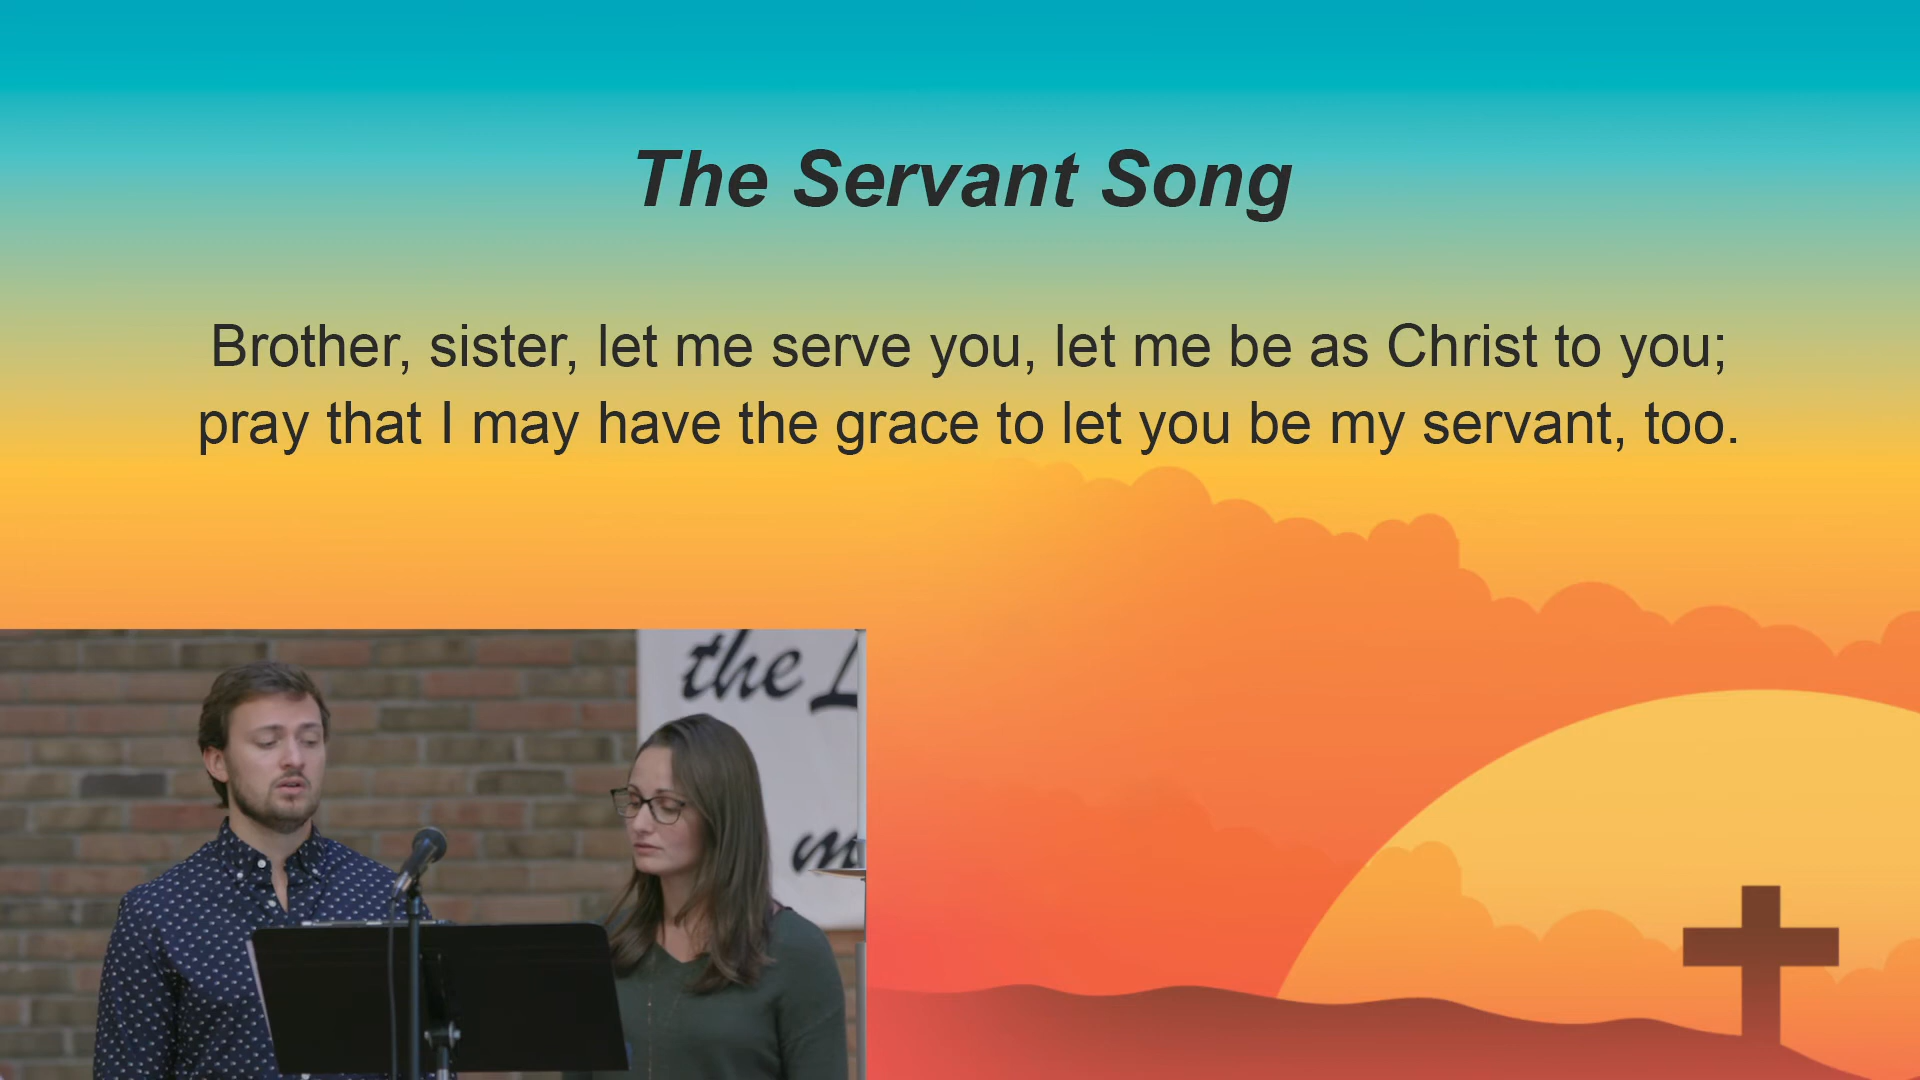 The Servant Song
Brother, sister, let me serve you, let me be as Christ to you;
pray that I may have the grace to let you be my servant, too.
the